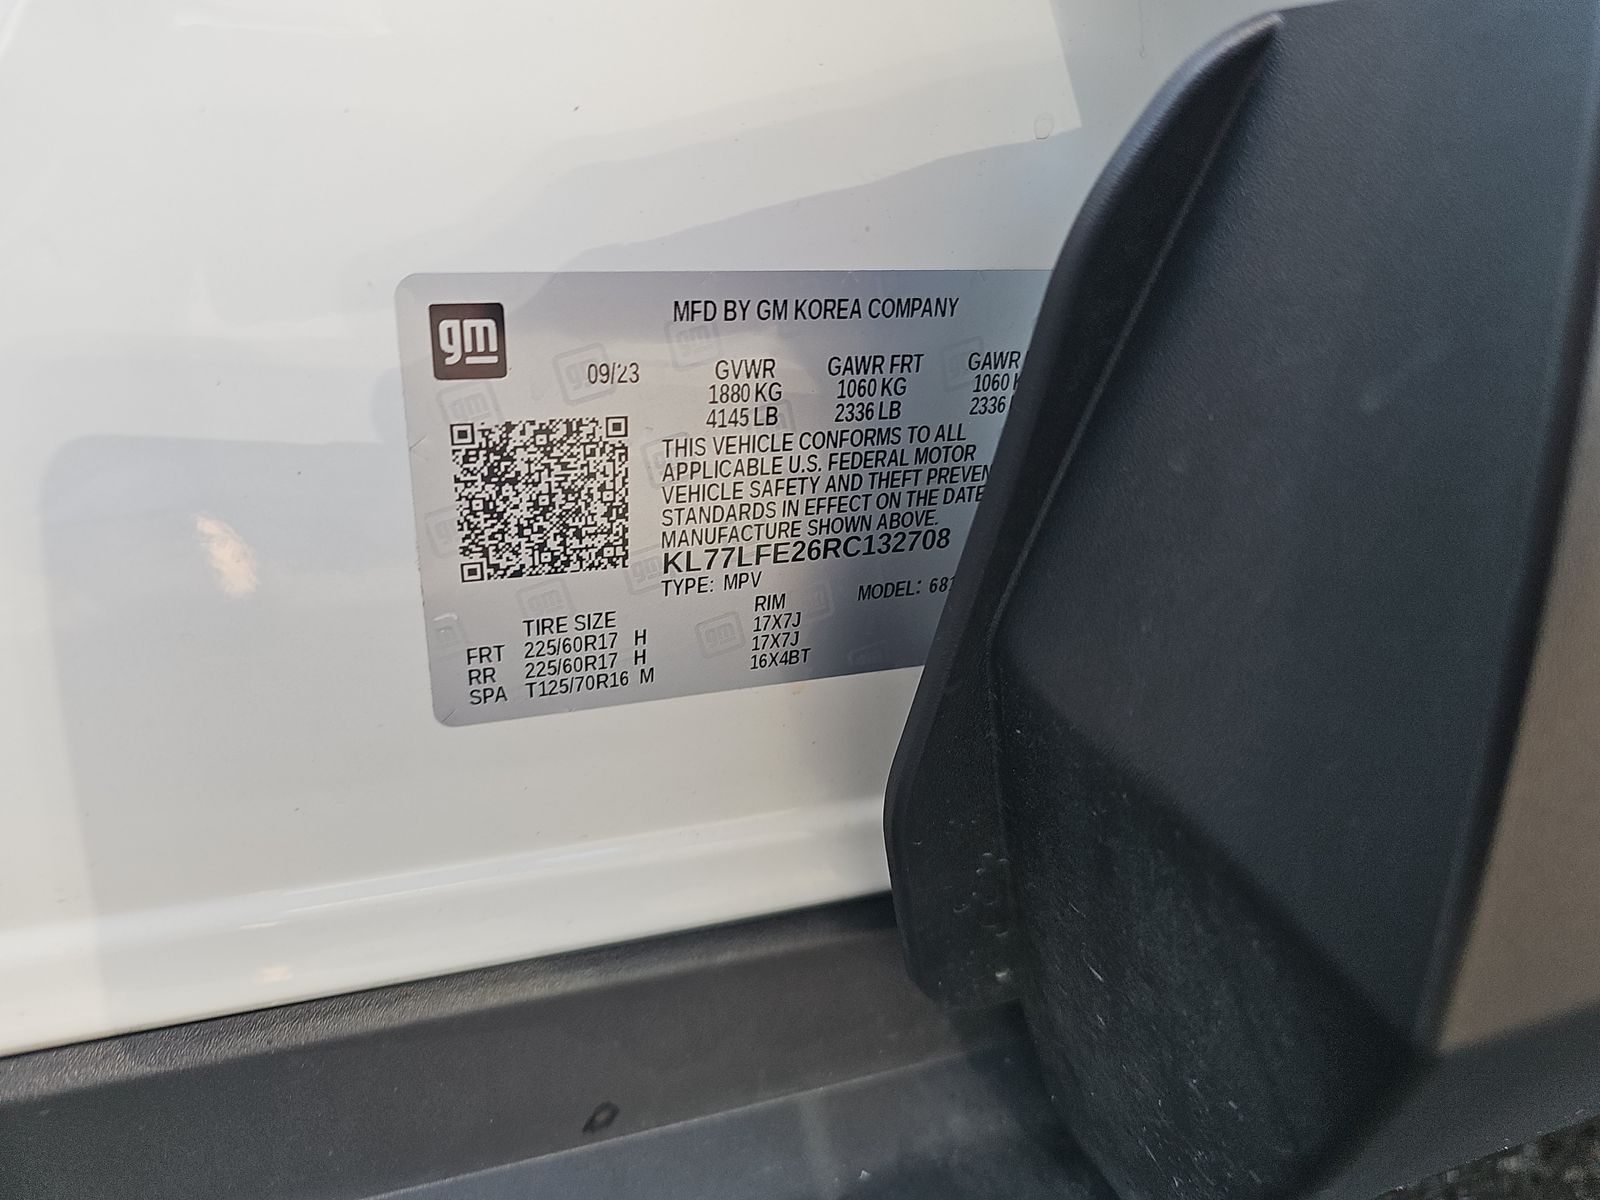 gm
MFD BY GM KOREA COMPANY
09/23
GVWR GAWR FRT GAWR
1880 KG 1060 KG 1060
4145 LB 2336 LB 2336
THIS VEHICLE CONFORMS TO ALL
APPLICABLE U.S. FEDERAL MOTOR
VEHICLE SAFETY AND THEFT PREVEN
STANDARDS IN EFFECT ON THE DATE
MANUFACTURE SHOWN ABOVE.
KL77LFE26RC132708
TYPE: MPV MODEL: 681
TIRE SIZE RIM
FRT 225/60R17 H 17X7J
RR 225/60R17 H 17X7J
SPA T125/70R16 M 16X4BT